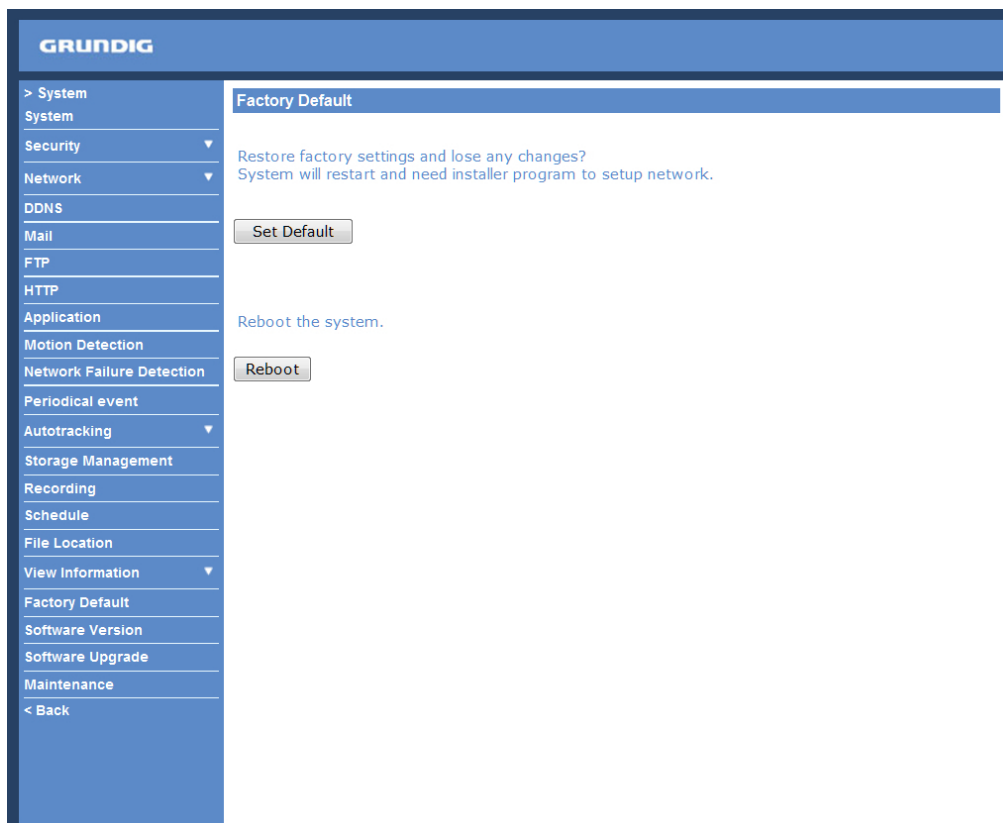 GRUNDIG
> System
System
Security
Network
DDNS
Mail
FTP
HTTP
Application
Motion Detection
Network Failure Detection
Periodical event
Autotracking
Storage Management
Recording
Schedule
File Location
View Information
Factory Default
Software Version
Software Upgrade
Maintenance
< Back
Factory Default
Restore factory settings and lose any changes?
System will restart and need installer program to setup network.
Set Default
Reboot the system.
Reboot